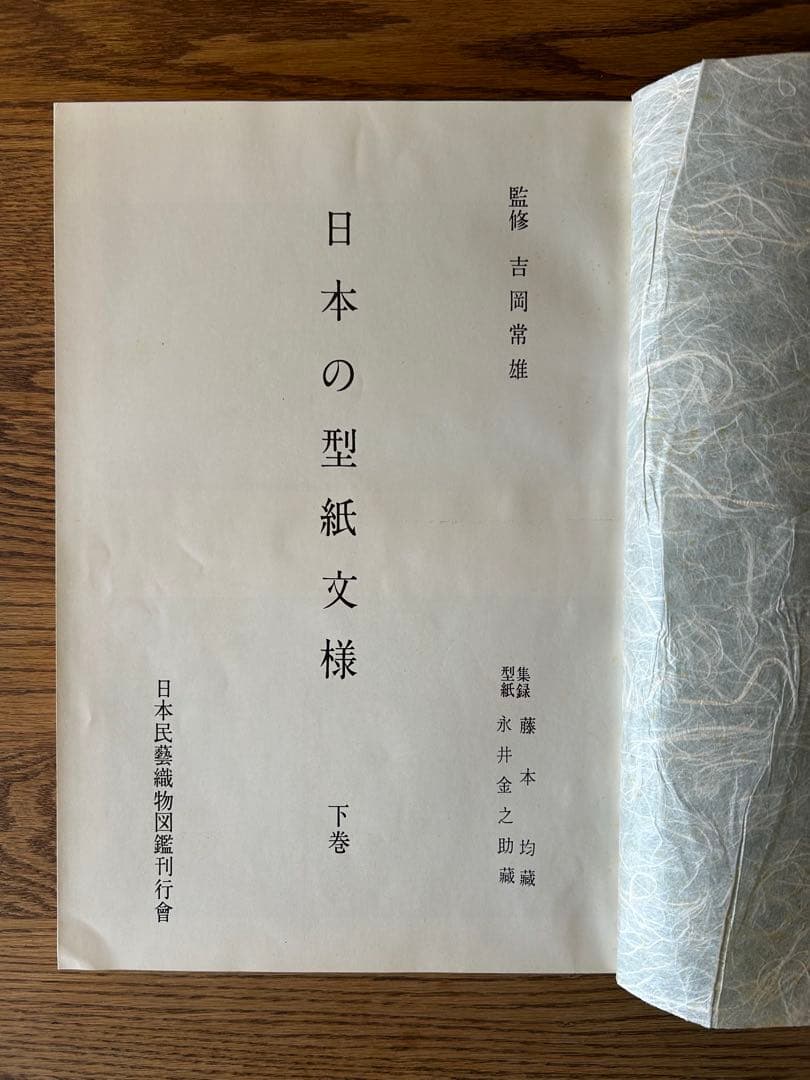 監修 吉岡常雄
集録 藤本均藏
型紙 永井金之助藏
日本の型紙文様 下巻
日本民藝織物図鑑刊行會